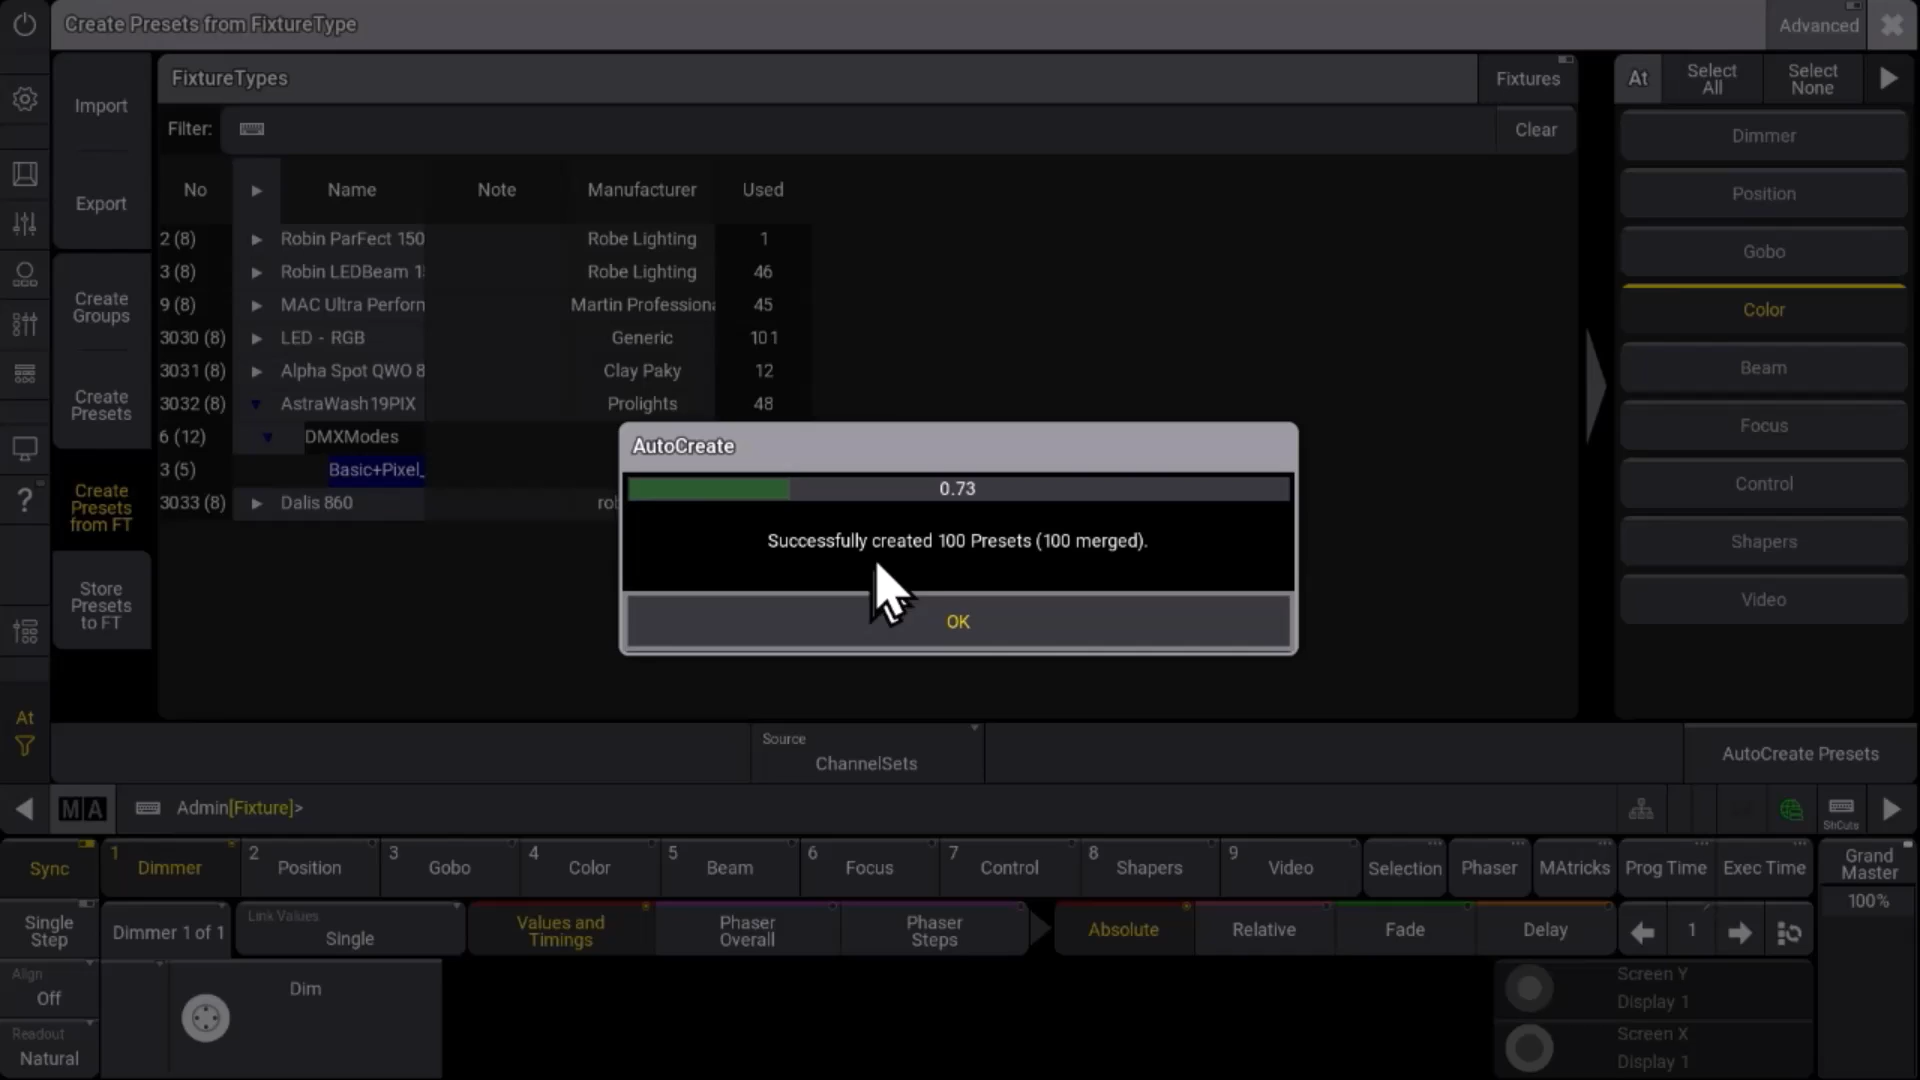 Create Presets from FixtureType
Advanced
Import
Export
Create
Groups
Create
Presets
Create
Presets
from FT
Store
Presets
to FT
FixtureTypes
Fixtures
Filter:
Clear
No Name Note Manufacturer Used
2 (8) Robin ParFect 150 Robe Lighting 1
3 (8) Robin LEDBeam 1 Robe Lighting 46
9 (8) MAC Ultra Perforn Martin Professiona 45
3030 (8) LED - RGB Generic 101
3031 (8) Alpha Spot QWO 8 Clay Paky 12
3032 (8) AstraWash19PIX Prolights 48
6 (12) DMXModes
3 (5) Basic+Pixel_
3033 (8) Dalis 860 rob
At
Select
All
Select
None
Dimmer
Position
Gobo
Color
Beam
Focus
Control
Shapers
Video
AutoCreate
0.73
Successfully created 100 Presets (100 merged).
OK
At
Source
ChannelSets
AutoCreate Presets
MA
Admin[Fixture]>
ShCuts
Sync
1 Dimmer
2 Position
3 Gobo
4 Color
5 Beam
6 Focus
7 Control
8 Shapers
9 Video
Selection
Phaser
MAtricks
Prog Time
Exec Time
Grand
Master
100%
Single
Step
Dimmer 1 of 1
Link Values
Single
Values and
Timings
Phaser
Overall
Phaser
Steps
Absolute
Relative
Fade
Delay
1
Align
Off
Readout
Natural
Dim
Screen Y
Display 1
Screen X
Display 1